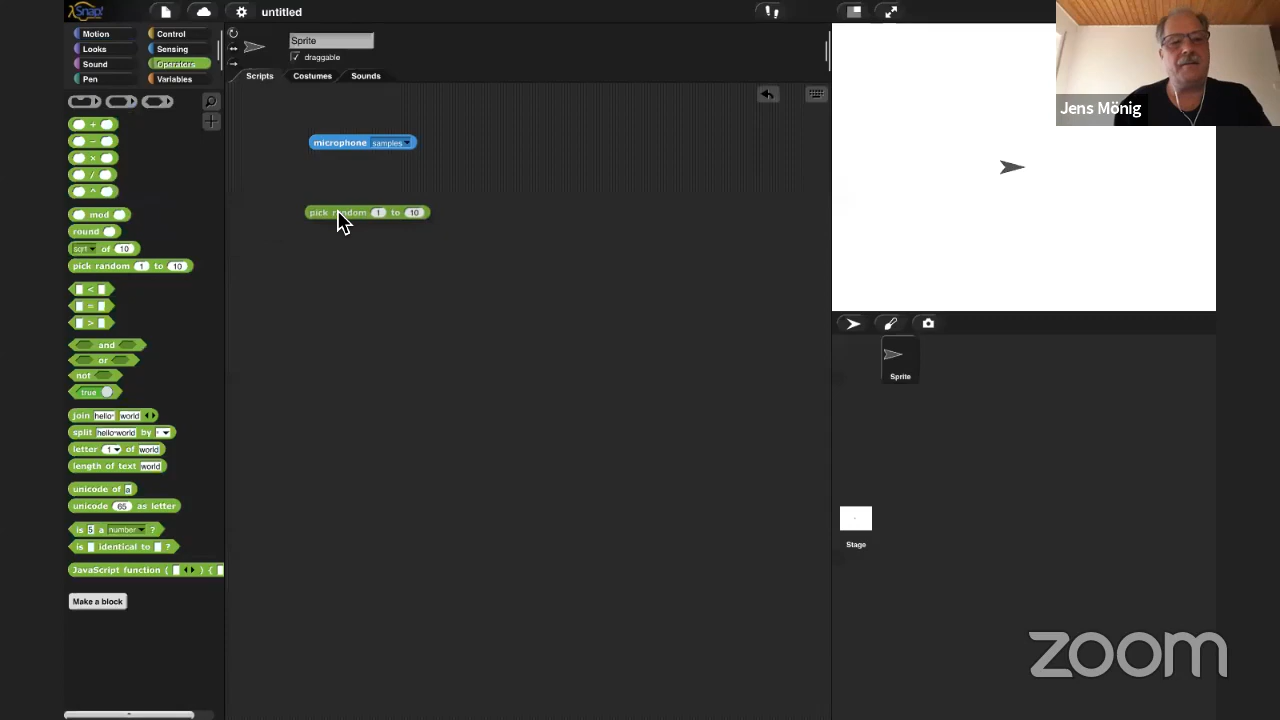 Snap!
untitled
Motion
Control
Looks
Sensing
Sound
Operators
Pen
Variables
Sprite
draggable
Scripts
Costumes
Sounds
+
−
×
/
^
mod
round
sqrt of 10
pick random 1 to 10
<
=
>
and
or
not
true
join hello world
split hello world by
letter 1 of world
length of text world
unicode of a
unicode 65 as letter
is 5 a number ?
is identical to ?
JavaScript function ( ) {
Make a block
microphone samples
pick random 1 to 10
Sprite
Stage
Jens Mönig
zoom